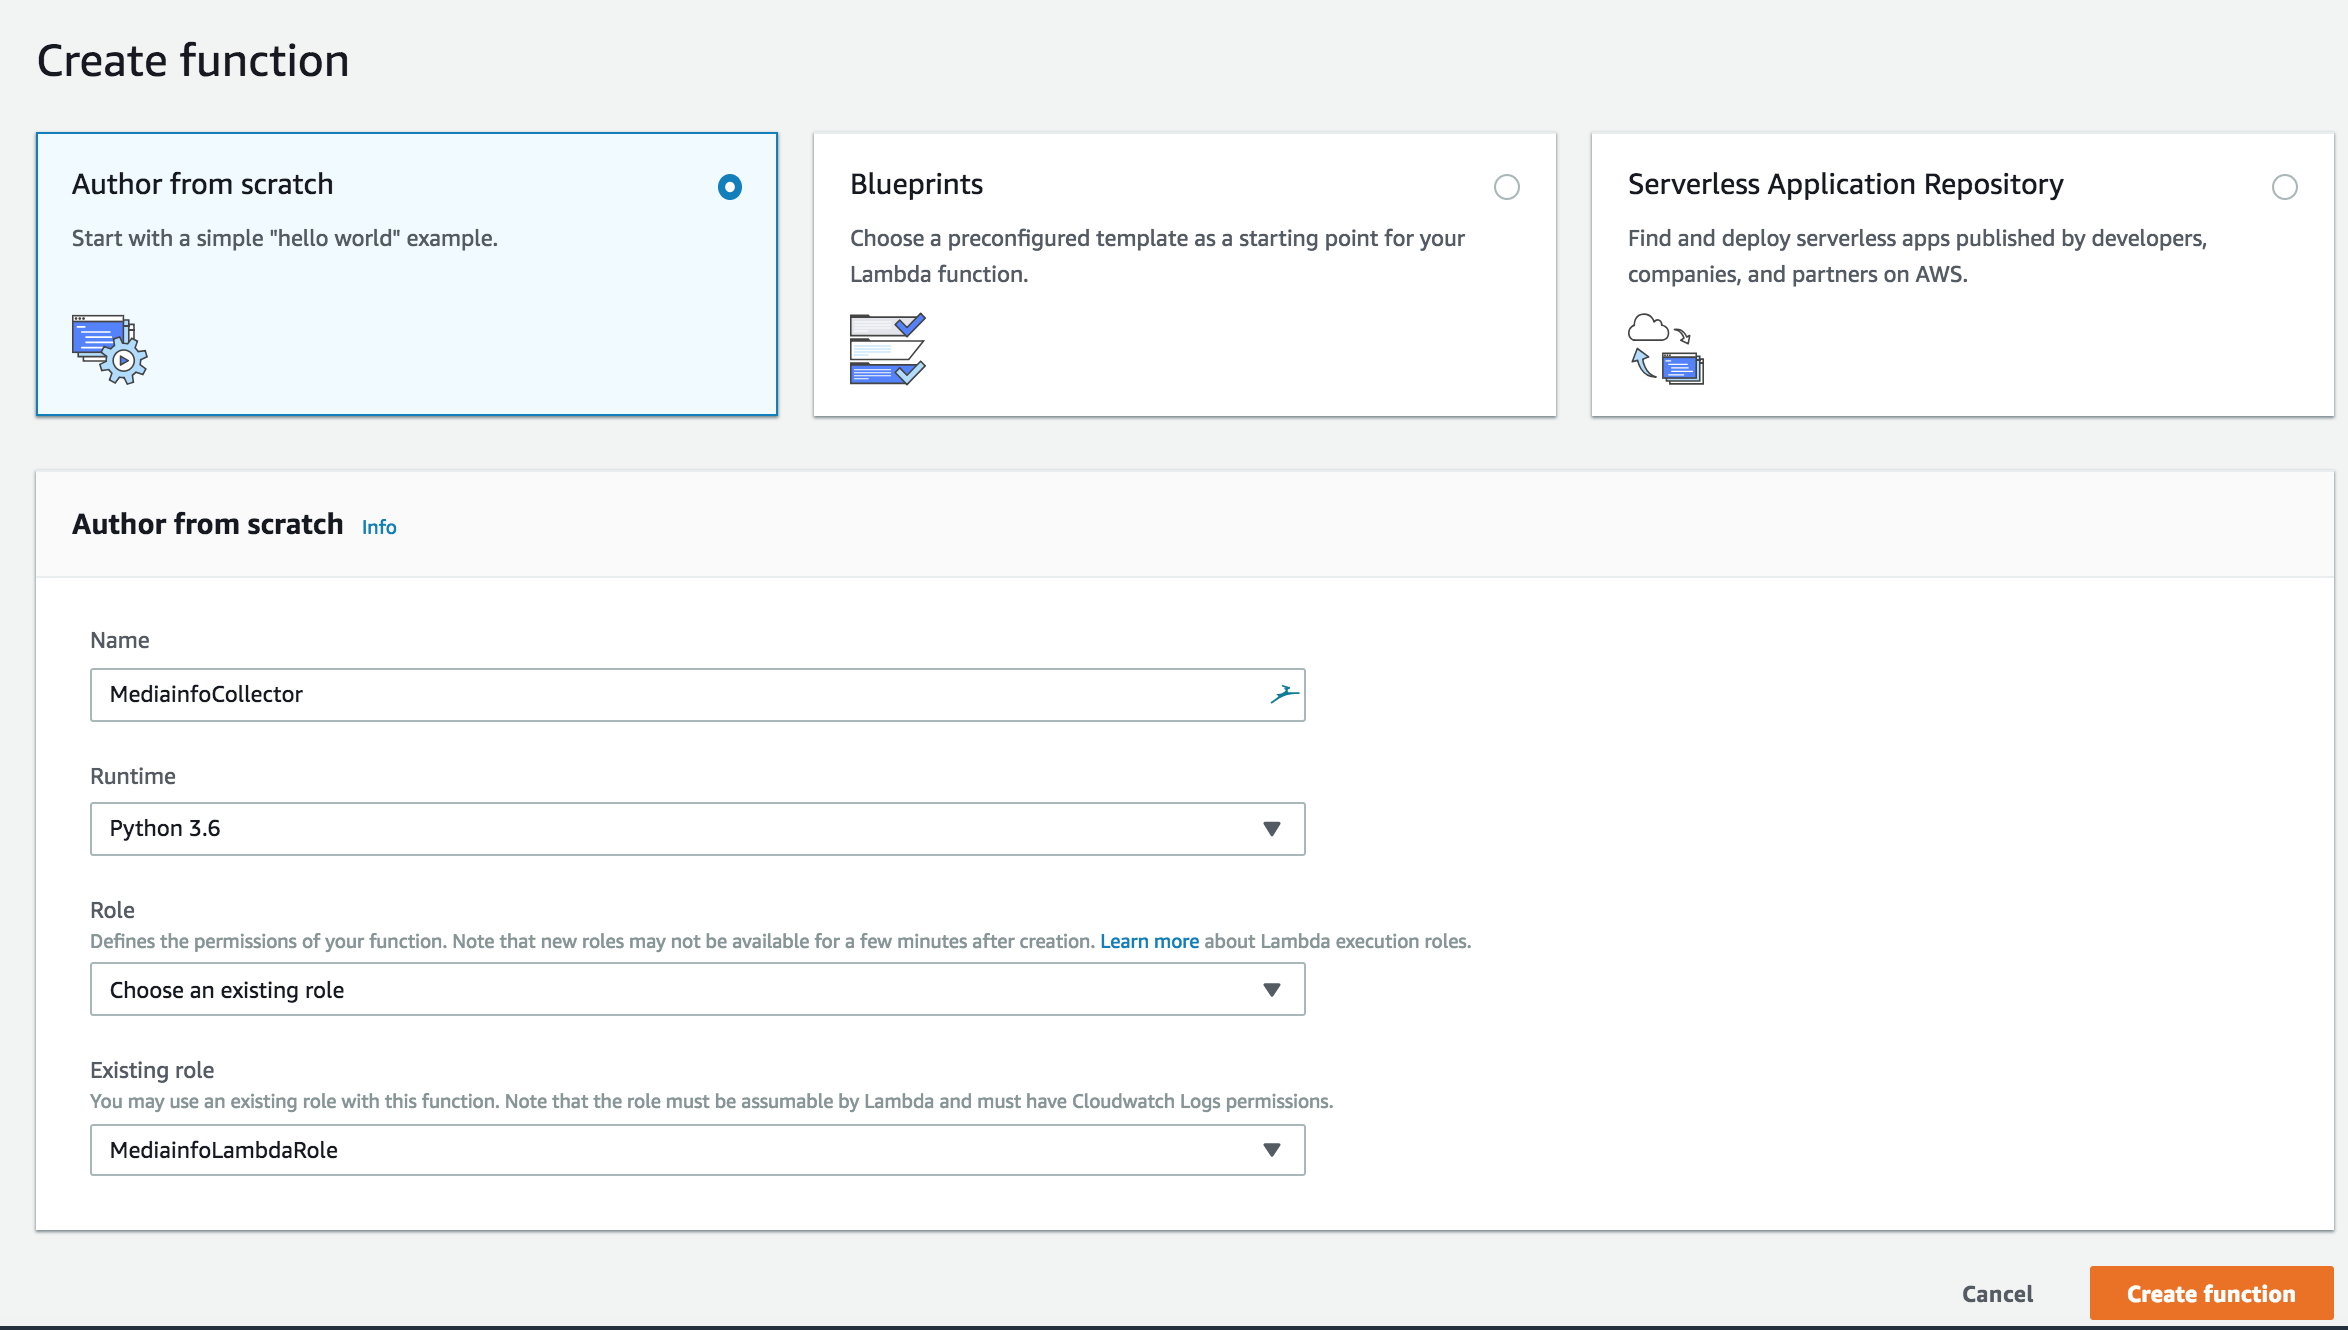 Create function
Author from scratch
Start with a simple "hello world" example.
Blueprints
Choose a preconfigured template as a starting point for your
Lambda function.
Serverless Application Repository
Find and deploy serverless apps published by developers,
companies, and partners on AWS.
Author from scratch Info
Name
MediainfoCollector
Runtime
Python 3.6
Role
Defines the permissions of your function. Note that new roles may not be available for a few minutes after creation. Learn more about Lambda execution roles.
Choose an existing role
Existing role
You may use an existing role with this function. Note that the role must be assumable by Lambda and must have Cloudwatch Logs permissions.
MediainfoLambdaRole
Cancel
Create function